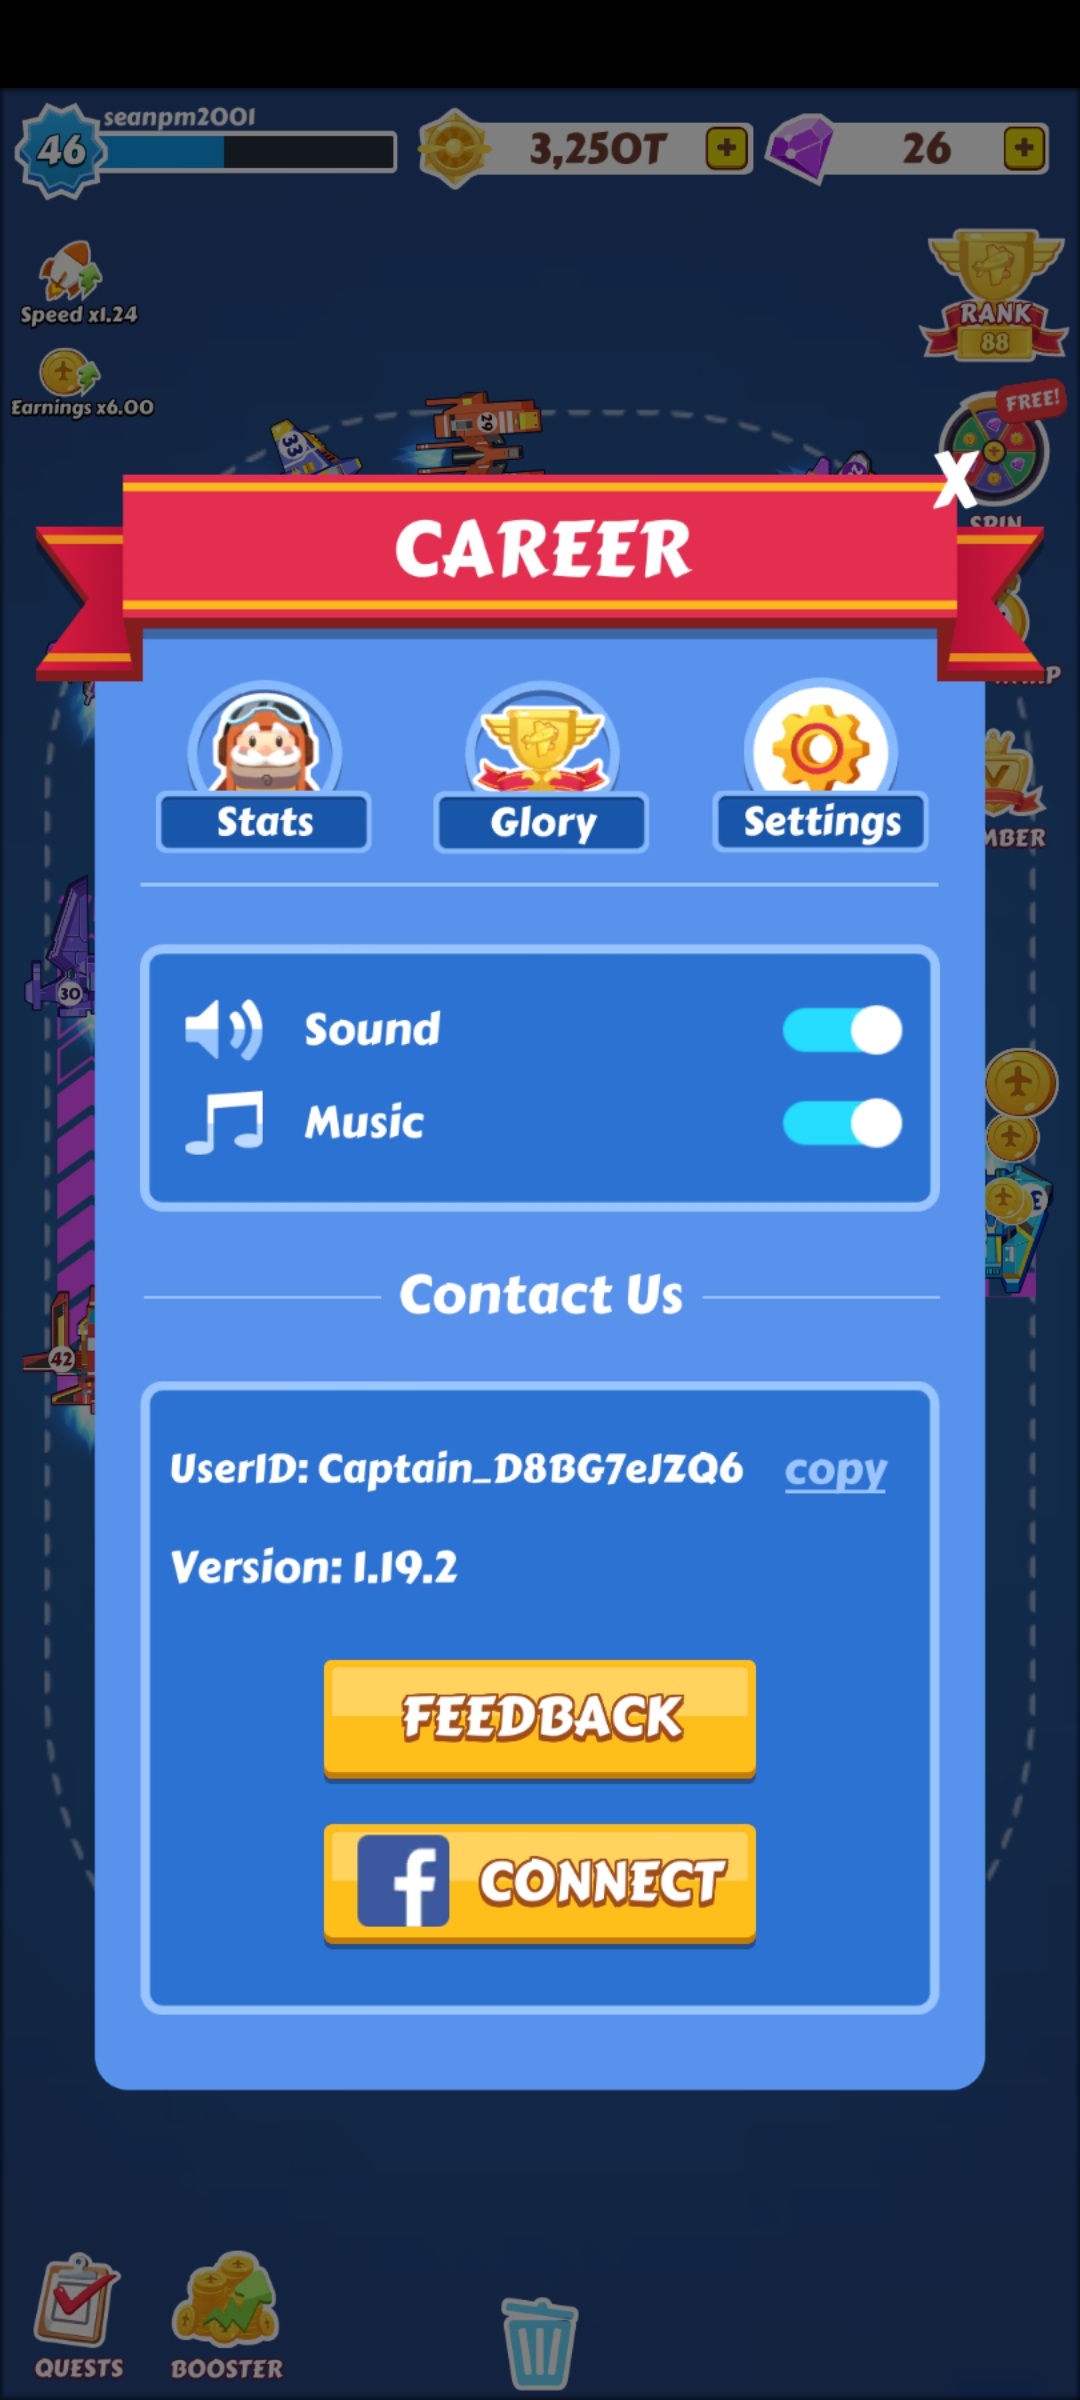 seanpm2001
46
3,250T
26
Speed x1.24
RANK
88
Earnings x6.00
FREE!
33
29
SPIN
CAREER
Stats
Glory
Settings
MBER
30
Sound
Music
Contact Us
42
UserID: Captain_D8BG7eJZQ6
copy
Version: 1.19.2
FEEDBACK
f CONNECT
QUESTS
BOOSTER